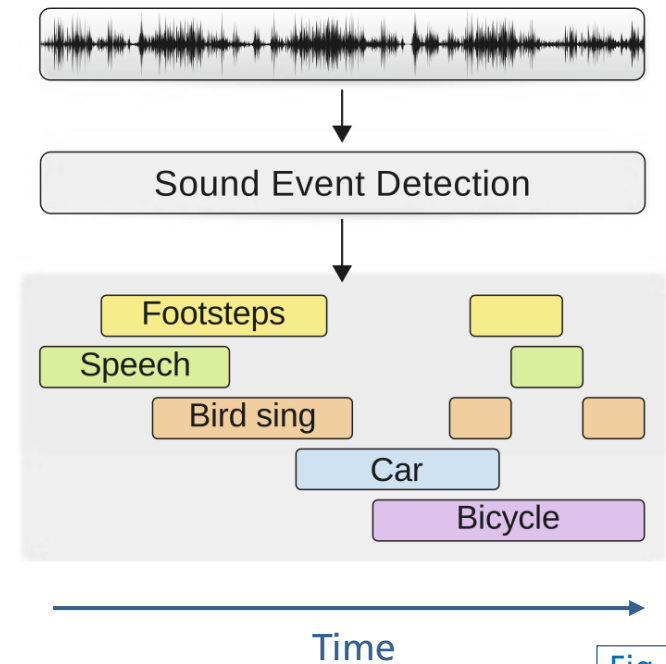 Sound Event Detection
Footsteps
Speech
Bird sing
Car
Bicycle
Time